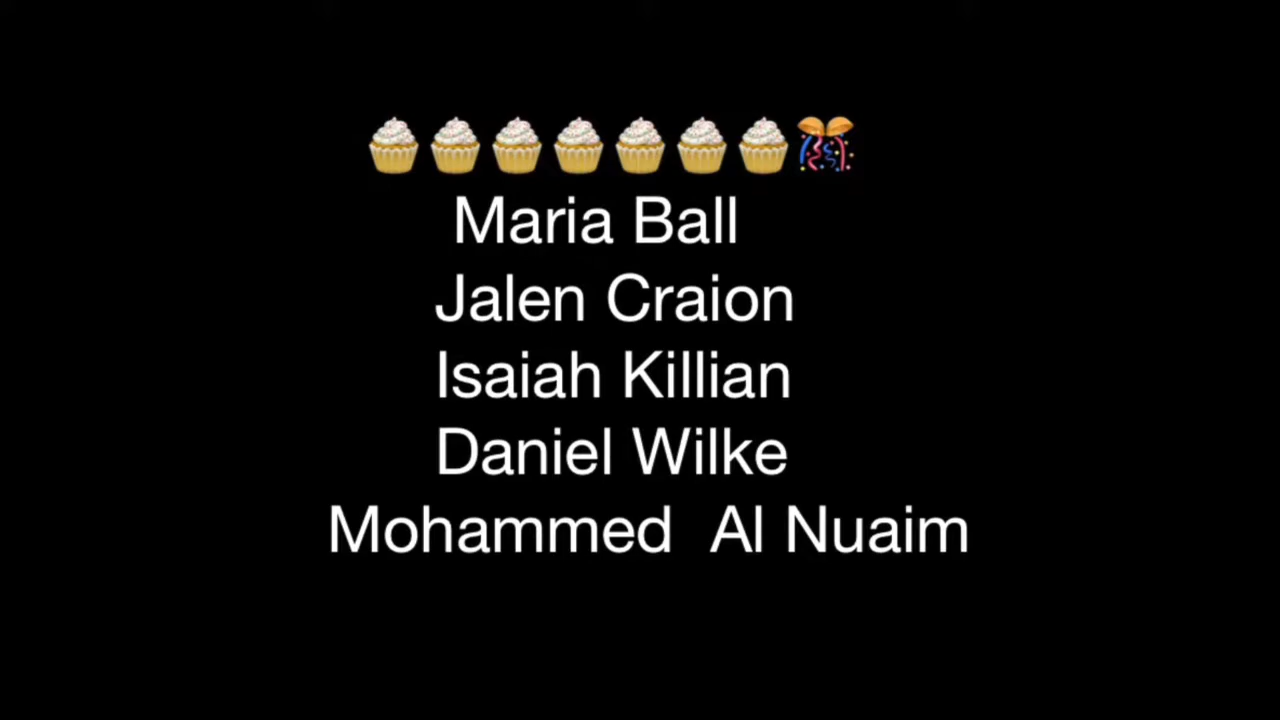 🧁🧁🧁🧁🧁🧁🧁🎊
Maria Ball
Jalen Craion
Isaiah Killian
Daniel Wilke
Mohammed  Al Nuaim